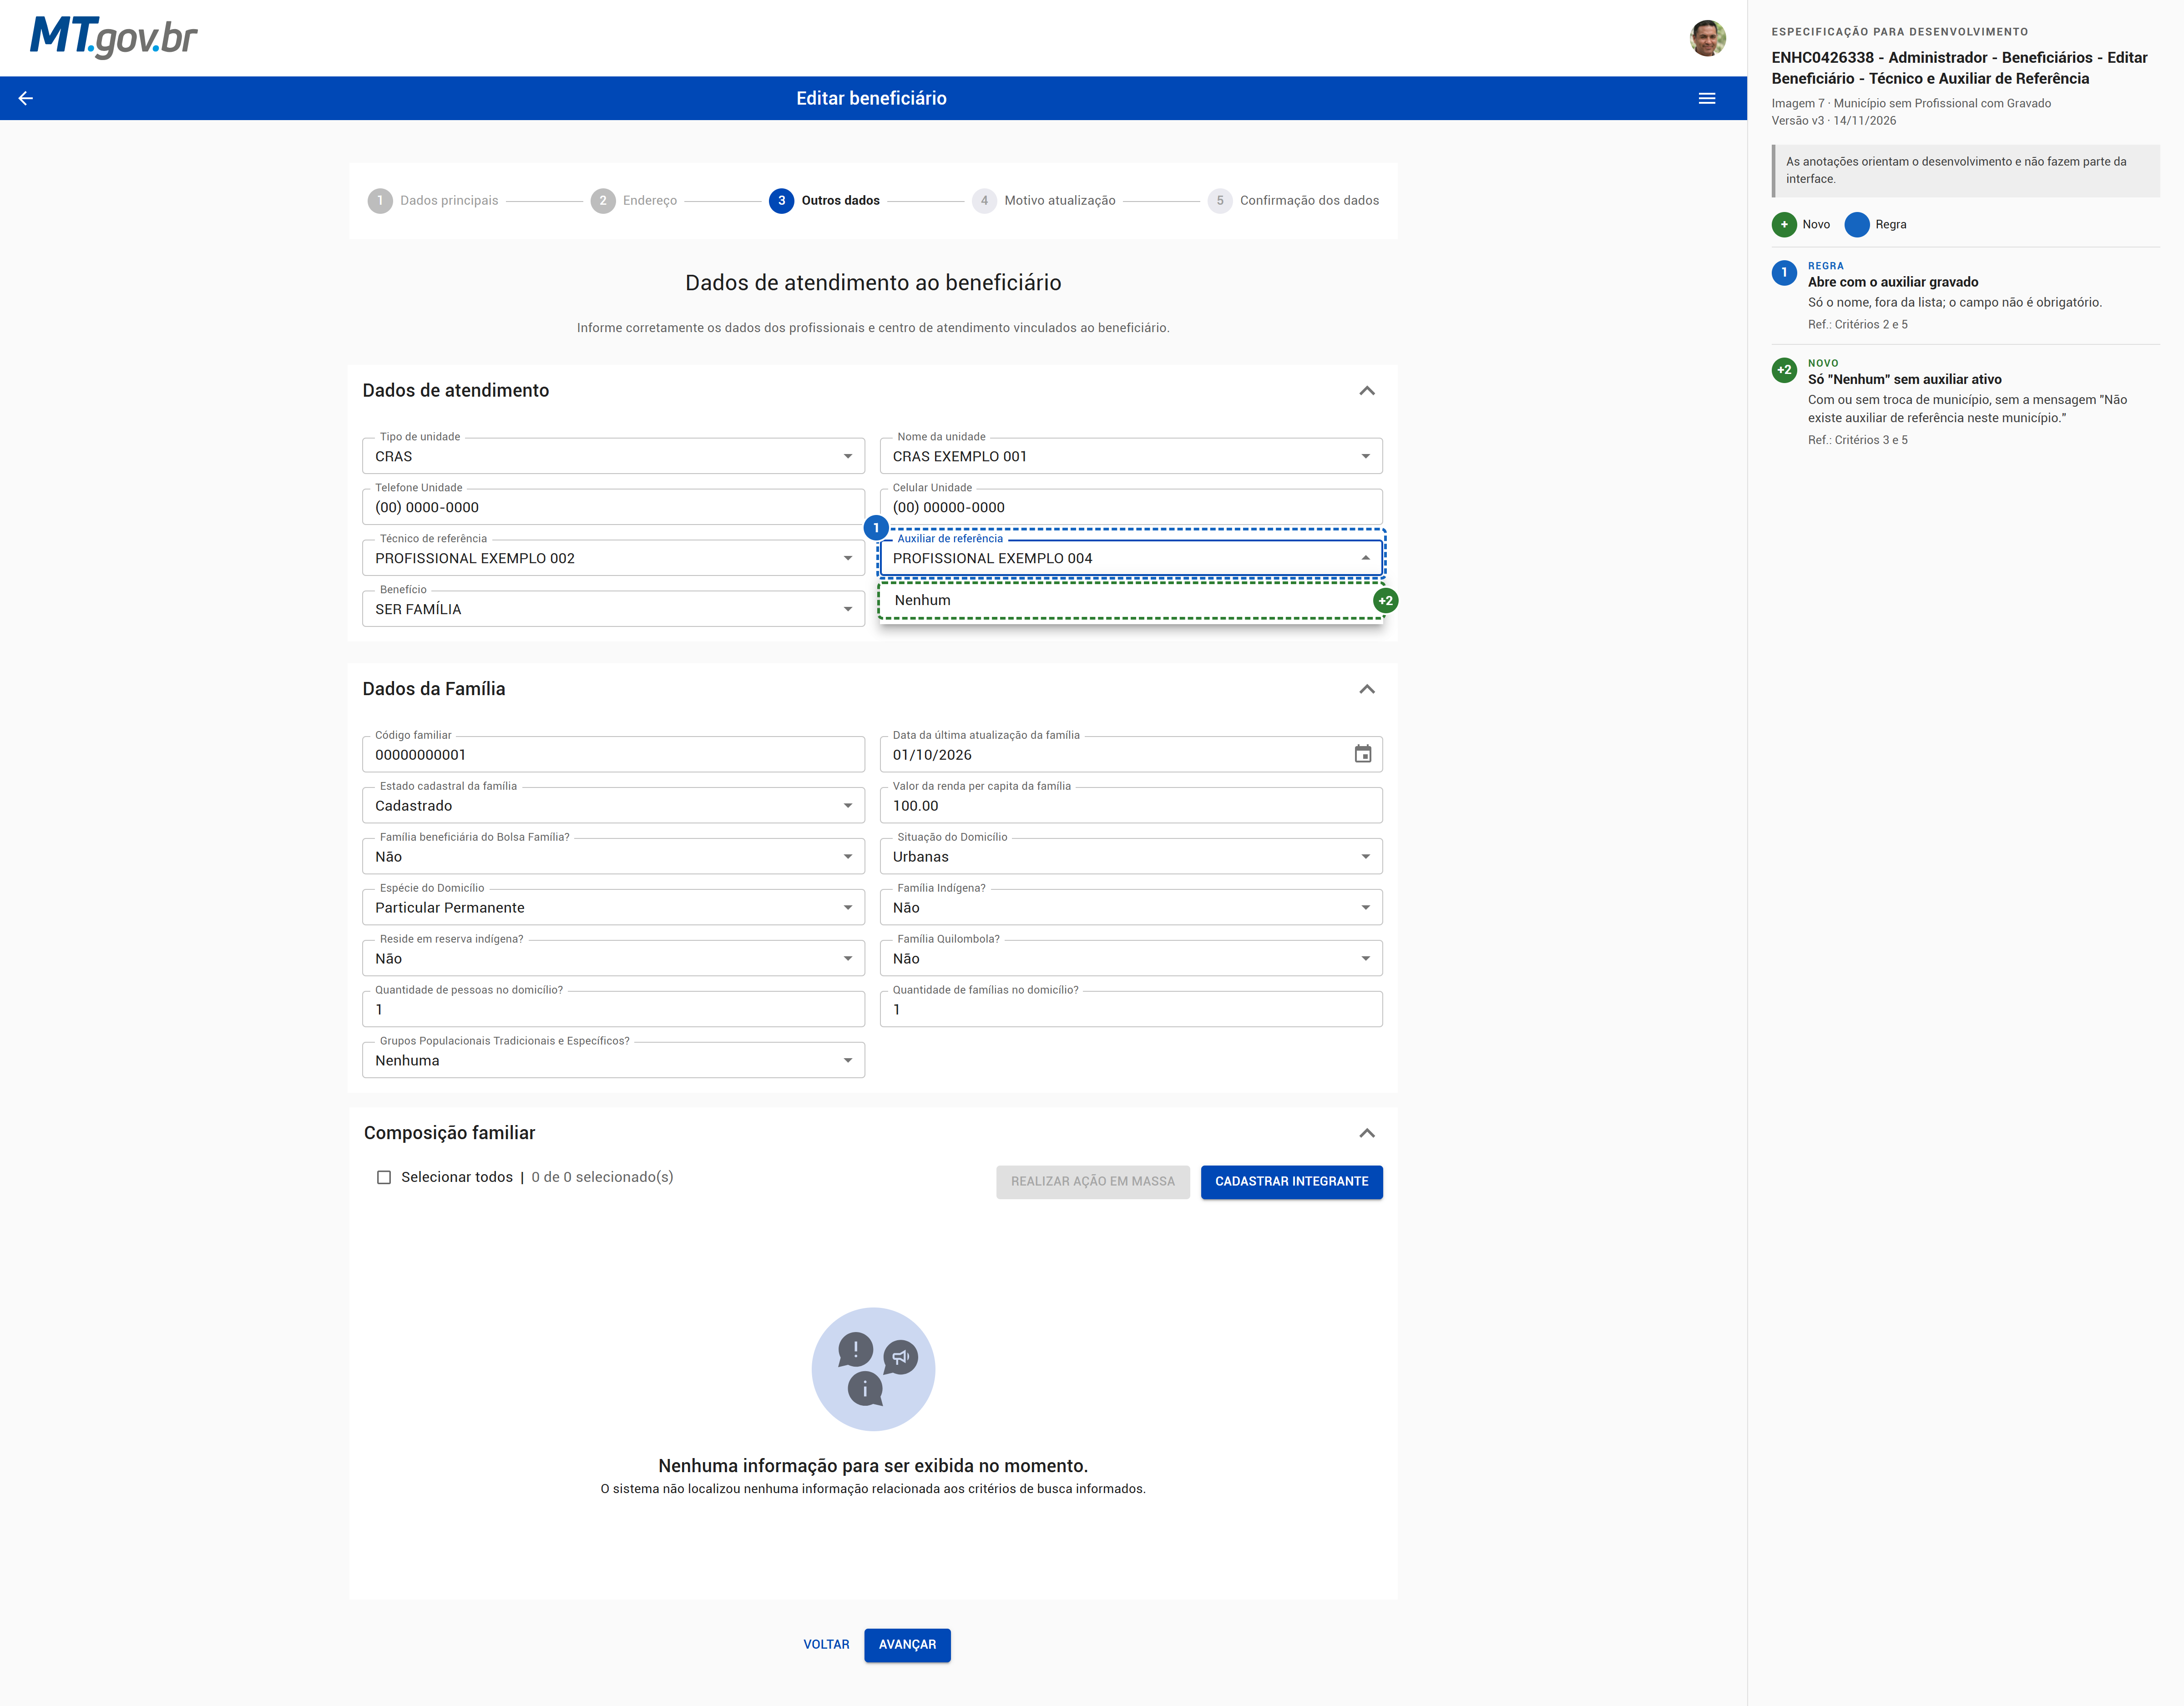 MT.gov.br
Editar beneficiário
1 Dados principais
2 Endereço
3 Outros dados
4 Motivo atualização
5 Confirmação dos dados
Dados de atendimento ao beneficiário
Informe corretamente os dados dos profissionais e centro de atendimento vinculados ao beneficiário.
Dados de atendimento
Tipo de unidade
CRAS
Nome da unidade
CRAS EXEMPLO 001
Telefone Unidade
(00) 0000-0000
Celular Unidade
(00) 00000-0000
Técnico de referência
PROFISSIONAL EXEMPLO 002
1
Auxiliar de referência
PROFISSIONAL EXEMPLO 004
Benefício
SER FAMÍLIA
Nenhum
+2
Dados da Família
Código familiar
00000000001
Data da última atualização da família
01/10/2026
Estado cadastral da família
Cadastrado
Valor da renda per capita da família
100.00
Família beneficiária do Bolsa Família?
Não
Situação do Domicílio
Urbanas
Espécie do Domicílio
Particular Permanente
Família Indígena?
Não
Reside em reserva indígena?
Não
Família Quilombola?
Não
Quantidade de pessoas no domicílio?
1
Quantidade de famílias no domicílio?
1
Grupos Populacionais Tradicionais e Específicos?
Nenhuma
Composição familiar
Selecionar todos | 0 de 0 selecionado(s)
REALIZAR AÇÃO EM MASSA
CADASTRAR INTEGRANTE
Nenhuma informação para ser exibida no momento.
O sistema não localizou nenhuma informação relacionada aos critérios de busca informados.
VOLTAR
AVANÇAR
ESPECIFICAÇÃO PARA DESENVOLVIMENTO
ENHC0426338 - Administrador - Beneficiários - Editar
Beneficiário - Técnico e Auxiliar de Referência
Imagem 7 · Município sem Profissional com Gravado
Versão v3 · 14/11/2026
As anotações orientam o desenvolvimento e não fazem parte da
interface.
+ Novo
Regra
1
REGRA
Abre com o auxiliar gravado
Só o nome, fora da lista; o campo não é obrigatório.
Ref.: Critérios 2 e 5
+2
NOVO
Só "Nenhum" sem auxiliar ativo
Com ou sem troca de município, sem a mensagem "Não
existe auxiliar de referência neste município."
Ref.: Critérios 3 e 5